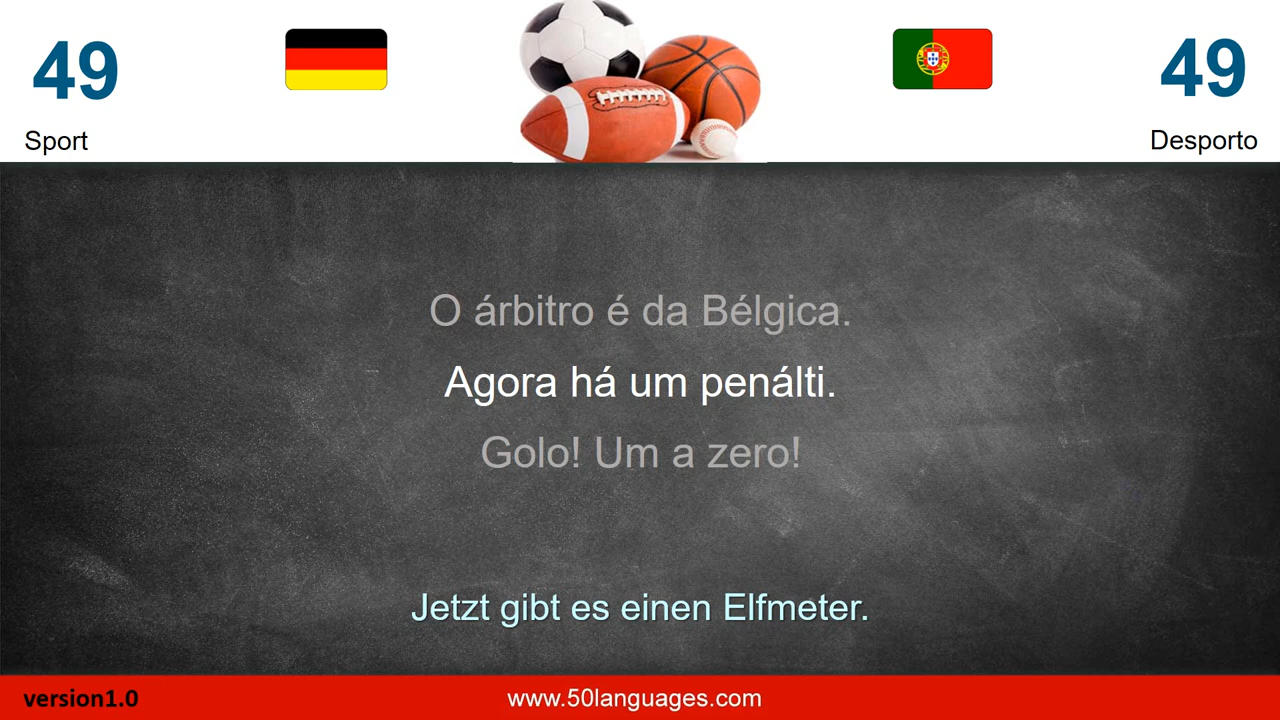 49
49
Sport
Desporto
O árbitro é da Bélgica.
Agora há um penálti.
Golo! Um a zero!
Jetzt gibt es einen Elfmeter.
version1.0
www.50languages.com